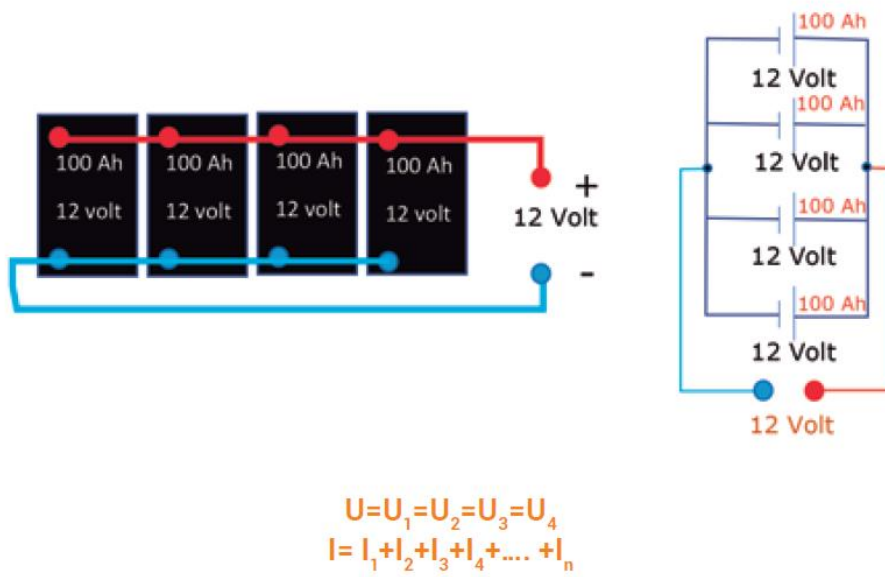 100 Ah 100 Ah 100 Ah 100 Ah
12 volt 12 volt 12 volt 12 volt
+
12 Volt
-
100 Ah
12 Volt
100 Ah
12 Volt
100 Ah
12 Volt
100 Ah
12 Volt
12 Volt
U=U₁=U₂=U₃=U₄
I= I₁+I₂+I₃+I₄+.... +Iₙ